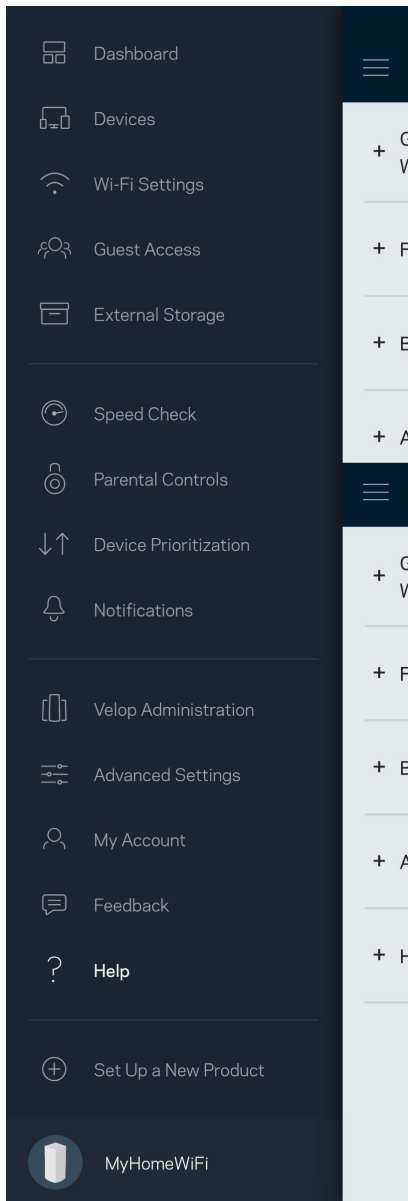 Dashboard
Devices
Wi-Fi Settings
Guest Access
External Storage
Speed Check
Parental Controls
Device Prioritization
Notifications
Velop Administration
Advanced Settings
My Account
Feedback
Help
Set Up a New Product
MyHomeWiFi